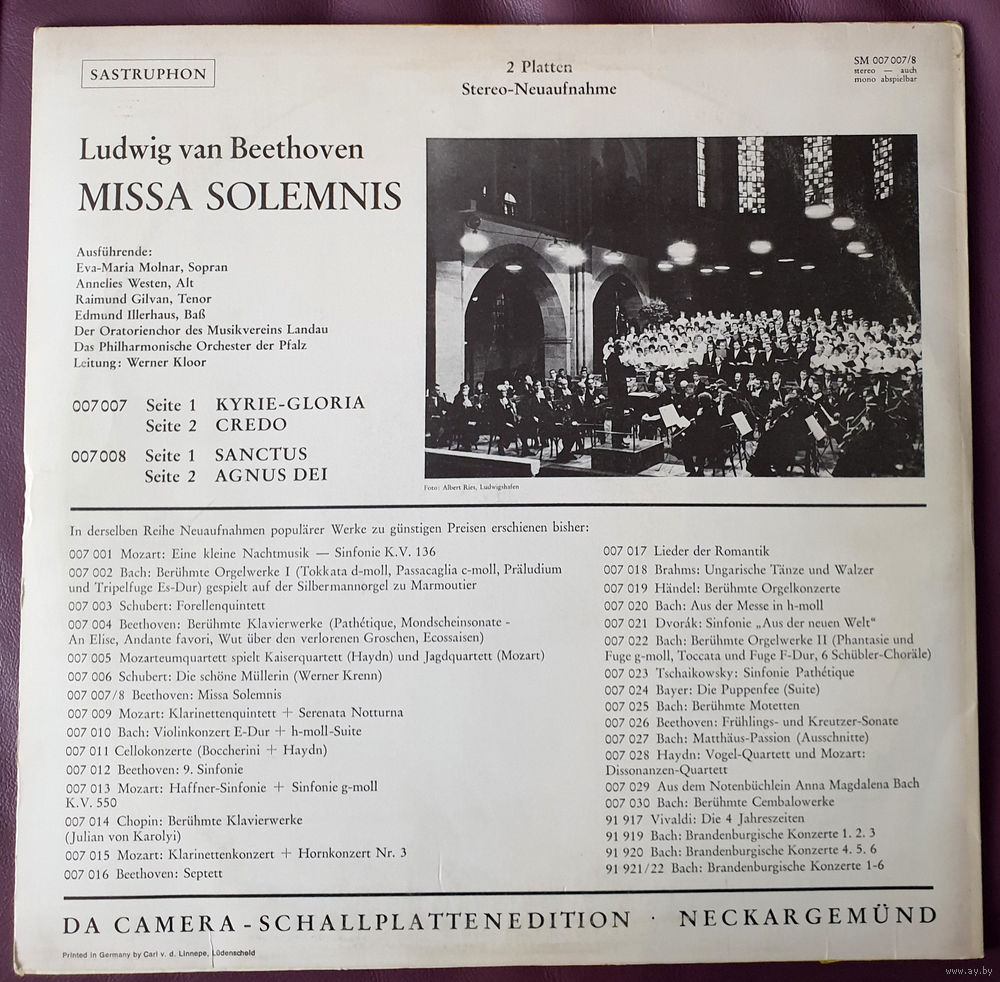 SASTRUPHON
2 Platten
Stereo-Neuaufnahme
SM 007 007/8
stereo — auch
mono abspielbar
Ludwig van Beethoven
MISSA SOLEMNIS
Ausführende:
Eva-Maria Molnar, Sopran
Annelies Westen, Alt
Raimund Gilvan, Tenor
Edmund Illerhaus, Baß
Der Oratorienchor des Musikvereins Landau
Das Philharmonische Orchester der Pfalz
Leitung: Werner Kloor
007 007 Seite 1 KYRIE-GLORIA
Seite 2 CREDO
007 008 Seite 1 SANCTUS
Seite 2 AGNUS DEI
Foto: Albert Ries, Ludwigshafen
In derselben Reihe Neuaufnahmen populärer Werke zu günstigen Preisen erschienen bisher:
007 001 Mozart: Eine kleine Nachtmusik — Sinfonie K.V. 136
007 002 Bach: Berühmte Orgelwerke I (Tokkata d-moll, Passacaglia c-moll, Präludium
und Tripelfuge Es-Dur) gespielt auf der Silbermannorgel zu Marmoutier
007 003 Schubert: Forellenquintett
007 004 Beethoven: Berühmte Klavierwerke (Pathétique, Mondscheinsonate -
An Elise, Andante favori, Wut über den verlorenen Groschen, Ecossaisen)
007 005 Mozarteumquartett spielt Kaiserquartett (Haydn) und Jagdquartett (Mozart)
007 006 Schubert: Die schöne Müllerin (Werner Krenn)
007 007/8 Beethoven: Missa Solemnis
007 009 Mozart: Klarinettenquintett + Serenata Notturna
007 010 Bach: Violinkonzert E-Dur + h-moll-Suite
007 011 Cellokonzerte (Boccherini + Haydn)
007 012 Beethoven: 9. Sinfonie
007 013 Mozart: Haffner-Sinfonie + Sinfonie g-moll
K.V. 550
007 014 Chopin: Berühmte Klavierwerke
(Julian von Karolyi)
007 015 Mozart: Klarinettenkonzert + Hornkonzert Nr. 3
007 016 Beethoven: Septett
007 017 Lieder der Romantik
007 018 Brahms: Ungarische Tänze und Walzer
007 019 Händel: Berühmte Orgelkonzerte
007 020 Bach: Aus der Messe in h-moll
007 021 Dvorák: Sinfonie „Aus der neuen Welt“
007 022 Bach: Berühmte Orgelwerke II (Phantasie und
Fuge g-moll, Toccata und Fuge F-Dur, 6 Schübler-Choräle)
007 023 Tschaikowsky: Sinfonie Pathétique
007 024 Bayer: Die Puppenfee (Suite)
007 025 Bach: Berühmte Motetten
007 026 Beethoven: Frühlings- und Kreutzer-Sonate
007 027 Bach: Matthäus-Passion (Ausschnitte)
007 028 Haydn: Vogel-Quartett und Mozart:
Dissonanzen-Quartett
007 029 Aus dem Notenbüchlein Anna Magdalena Bach
007 030 Bach: Berühmte Cembalowerke
91 917 Vivaldi: Die 4 Jahreszeiten
91 919 Bach: Brandenburgische Konzerte 1. 2. 3
91 920 Bach: Brandenburgische Konzerte 4. 5. 6
91 921/22 Bach: Brandenburgische Konzerte 1-6
DA CAMERA - SCHALLPLATTENEDITION · NECKARGEMÜND
Printed in Germany by Carl v. d. Linnepe, Lüdenscheid
www.ay.by